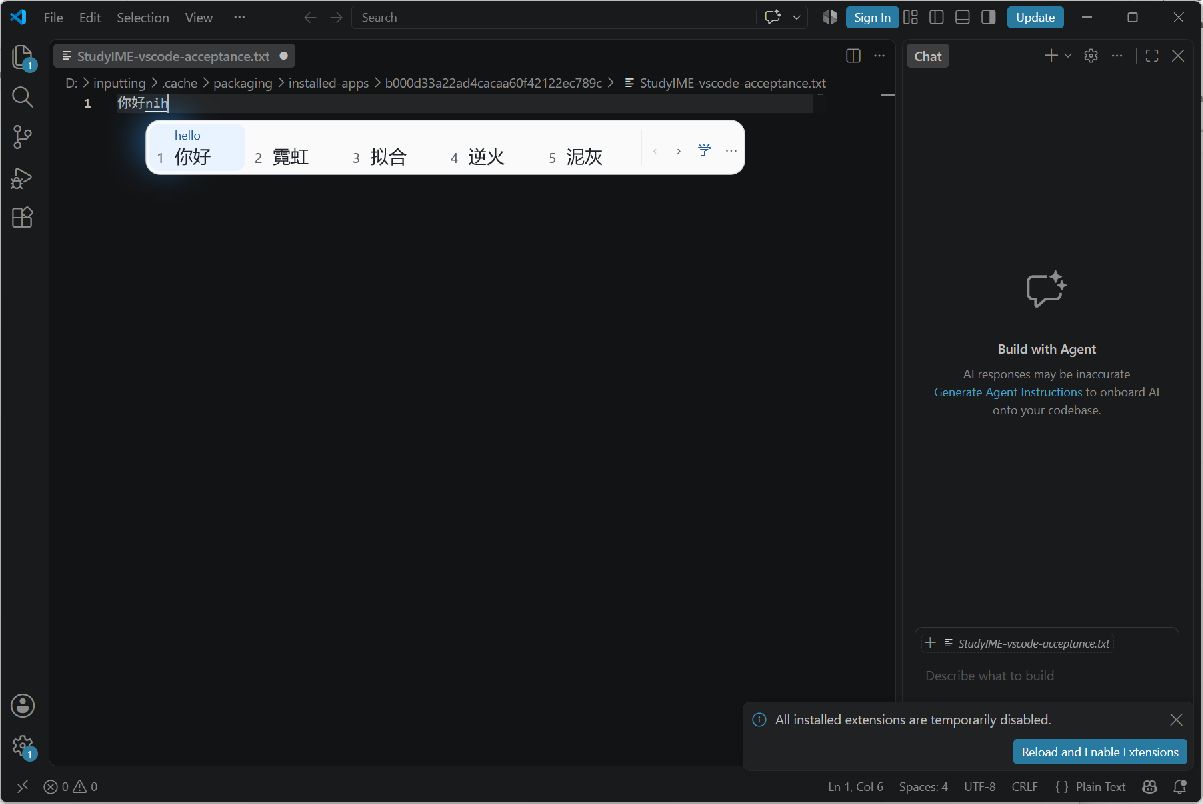 File Edit Selection View ··· Search Sign In Update
StudyIME-vscode-acceptance.txt
D: > inputting > .cache > packaging > installed-apps > b000d33a22ad4cacaa60f42122ec789c > StudyIME-vscode-acceptance.txt
1 你好nih
hello
1 你好 2 霓虹 3 拟合 4 逆火 5 泥灰 学 ···
Chat
1
Build with Agent
AI responses may be inaccurate
Generate Agent Instructions to onboard AI
onto your codebase.
StudyIME-vscode-acceptance.txt
Describe what to build
All installed extensions are temporarily disabled.
Reload and Enable Extensions
1
0 0 Ln 1, Col 6 Spaces: 4 UTF-8 CRLF { } Plain Text